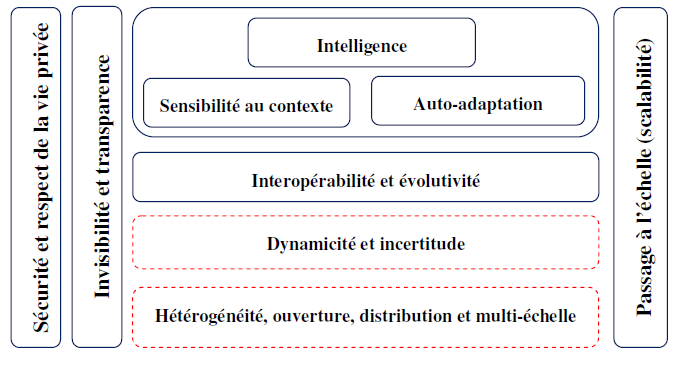 Sécurité et respect de la vie privée
Invisibilité et transparence
Intelligence
Sensibilité au contexte
Auto-adaptation
Interopérabilité et évolutivité
Dynamicité et incertitude
Hétérogénéité, ouverture, distribution et multi-échelle
Passage à l'échelle (scalabilité)